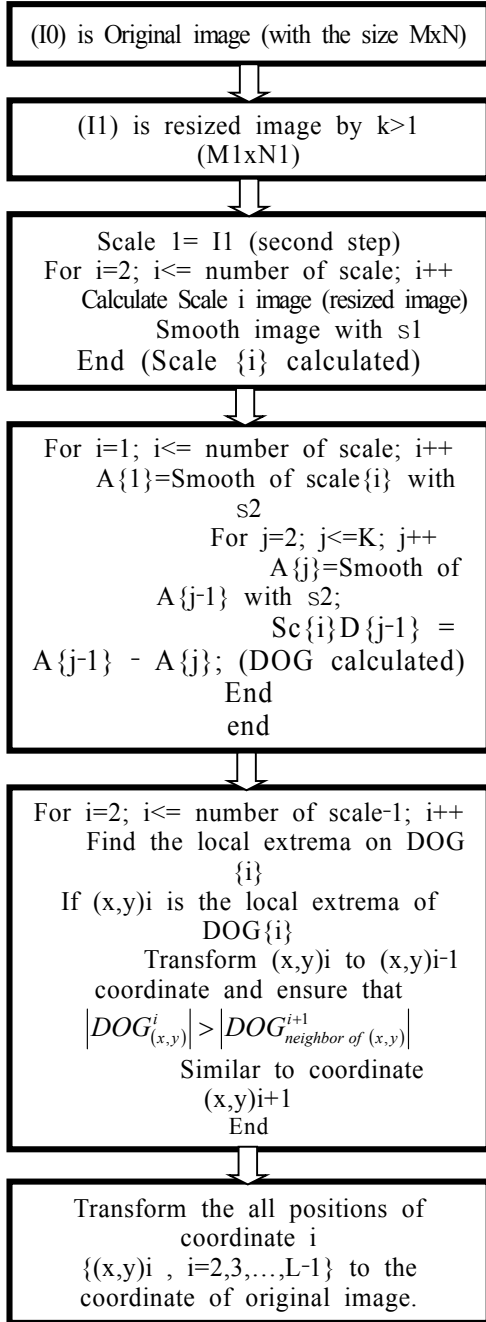 (I0) is Original image (with the size MxN)
(I1) is resized image by k>1
(M1xN1)
Scale 1= I1 (second step)
For i=2; i<= number of scale; i++
Calculate Scale i image (resized image)
Smooth image with s1
End (Scale {i} calculated)
For i=1; i<= number of scale; i++
A{1}=Smooth of scale{i} with
s2
For j=2; j<=K; j++
A{j}=Smooth of
A{j-1} with s2;
Sc{i}D{j-1} =
A{j-1} - A{j}; (DOG calculated)
End
end
For i=2; i<= number of scale-1; i++
Find the local extrema on DOG
{i}
If (x,y)i is the local extrema of
DOG{i}
Transform (x,y)i to (x,y)i-1
coordinate and ensure that
|DOG^i_(x,y)| > |DOG^{i+1}_{neighbor of (x,y)}|
Similar to coordinate
(x,y)i+1
End
Transform the all positions of
coordinate i
{(x,y)i , i=2,3,...,L-1} to the
coordinate of original image.